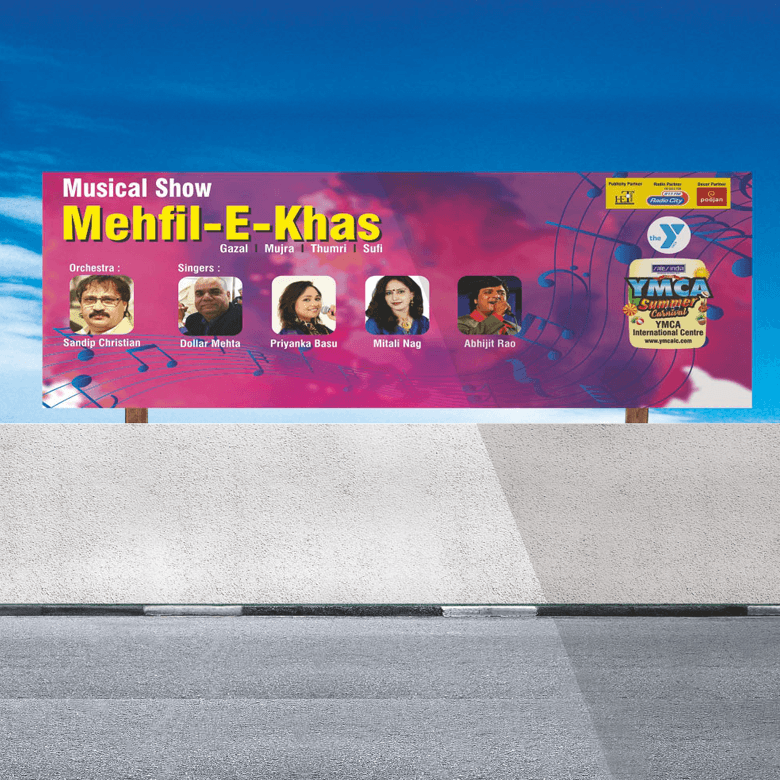 Musical Show
Mehfil-E-Khas
Gazal | Mujra | Thumri | Sufi
Orchestra :
Singers :
Sandip Christian
Dollar Mehta
Priyanka Basu
Mitali Nag
Abhijit Rao
Publicity Partner
Radio Partner
Decor Partner
Radio City
poojan
the Y
YMCA
Summer
Carnival
YMCA
International Centre
www.ymcaic.com